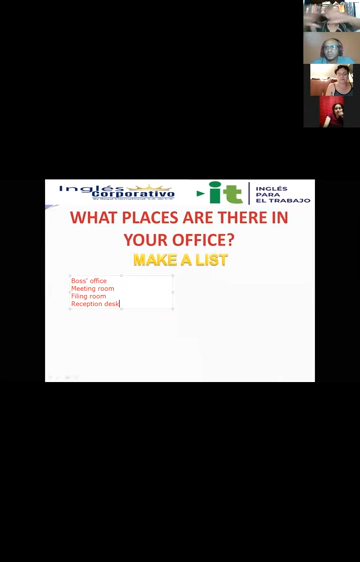 Inglés
Corporativo
it
INGLÉS
PARA
EL TRABAJO
WHAT PLACES ARE THERE IN
YOUR OFFICE?
MAKE A LIST
Boss' office
Meeting room
Filing room
Reception desk